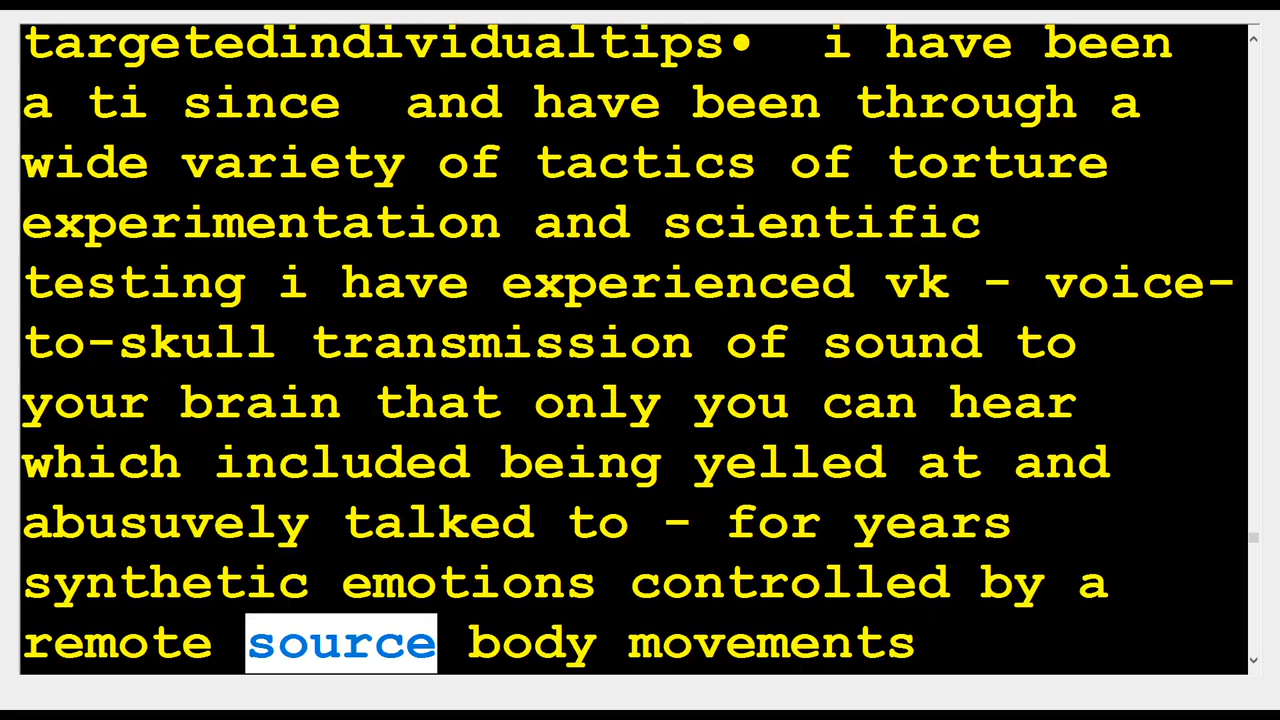 targetedindividualtips•  i have been
a ti since  and have been through a
wide variety of tactics of torture
experimentation and scientific
testing i have experienced vk - voice-
to-skull transmission of sound to
your brain that only you can hear
which included being yelled at and
abusuvely talked to - for years
synthetic emotions controlled by a
remote source body movements